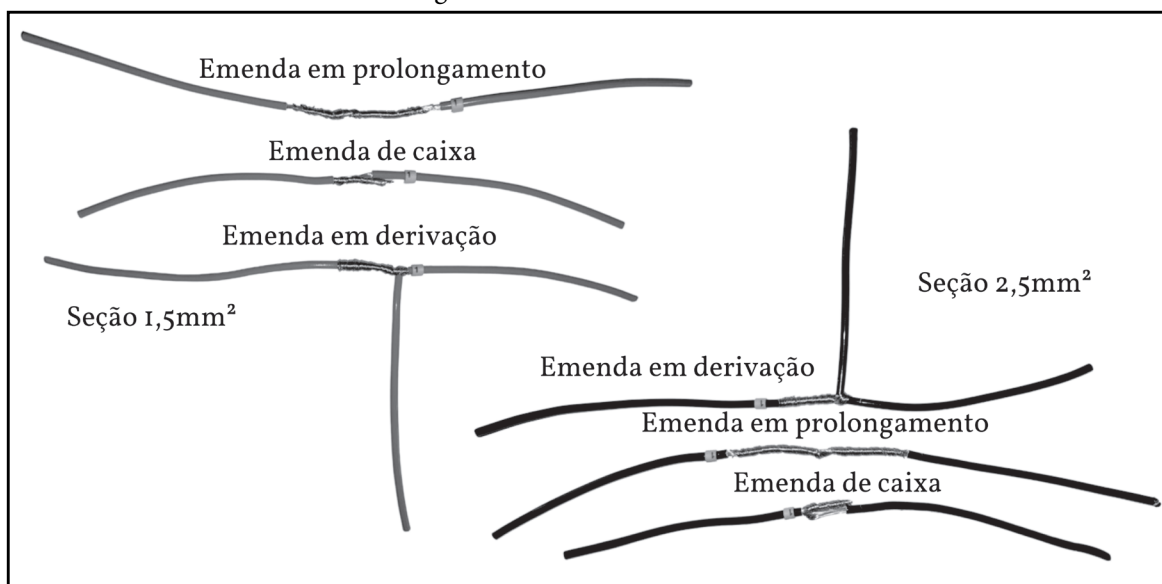 Emenda em prolongamento
Emenda de caixa
Emenda em derivação
Seção 1,5mm²
Seção 2,5mm²
Emenda em derivação
Emenda em prolongamento
Emenda de caixa